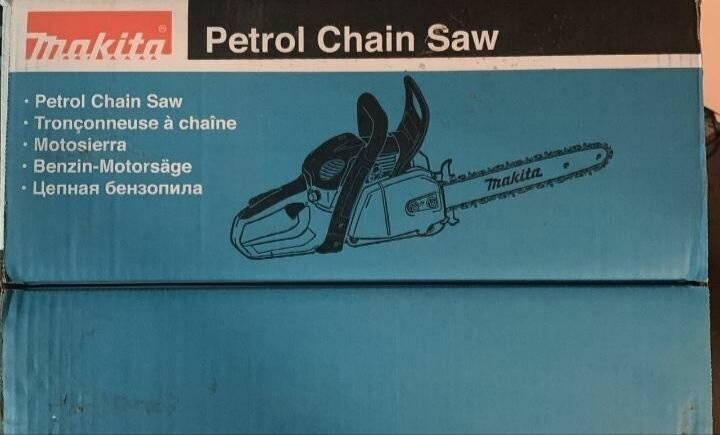 Makita®
Petrol Chain Saw
· Petrol Chain Saw
· Tronçonneuse à chaîne
· Motosierra
· Benzin-Motorsäge
· Цепная бензопила
Makita